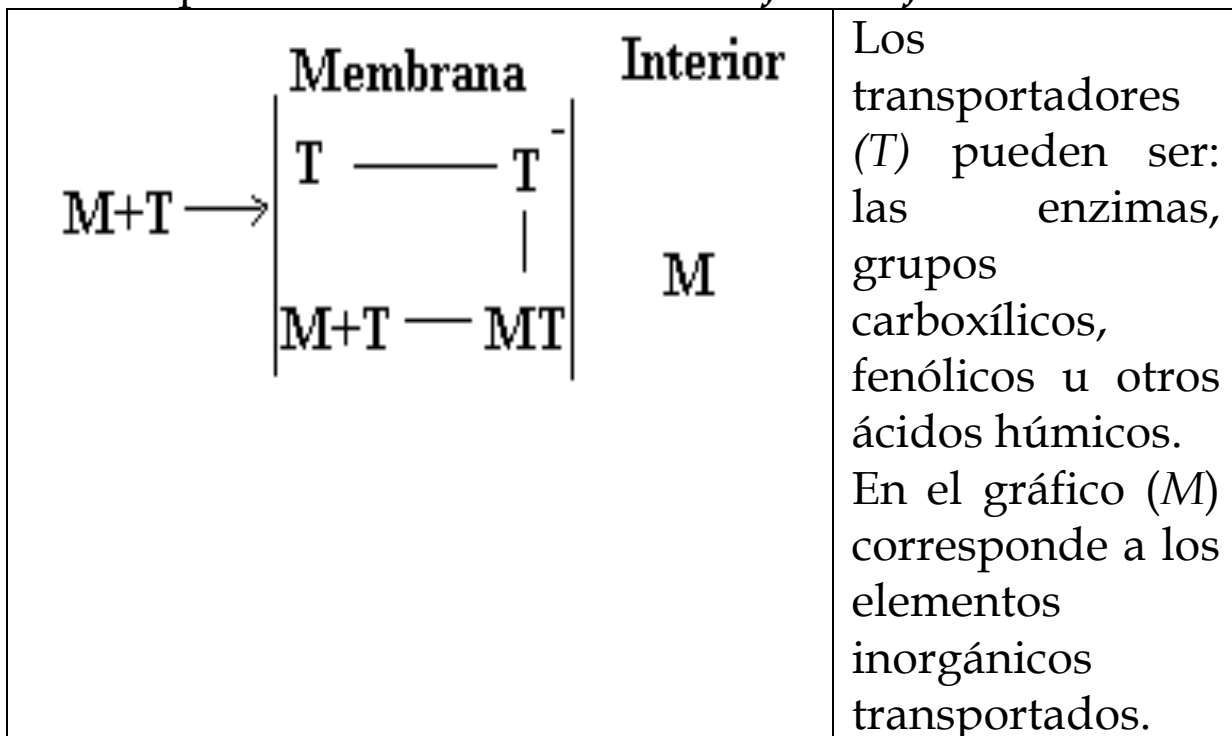 Membrana Interior
T T -
M+T
M
M+T MT
Los
transportadores
(T) pueden ser:
las enzimas,
grupos
carboxílicos,
fenólicos u otros
ácidos húmicos.
En el gráfico (M)
corresponde a los
elementos
inorgánicos
transportados.